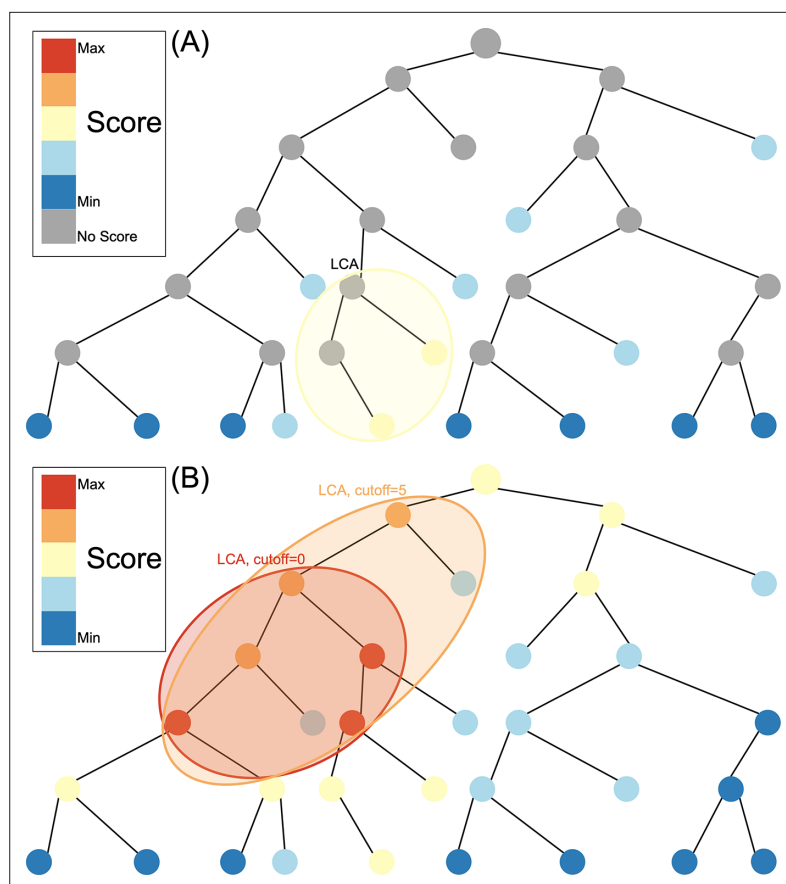 (A)
Max
Score
Min
No Score
LCA
(B)
Max
Score
Min
LCA, cutoff=5
LCA, cutoff=0